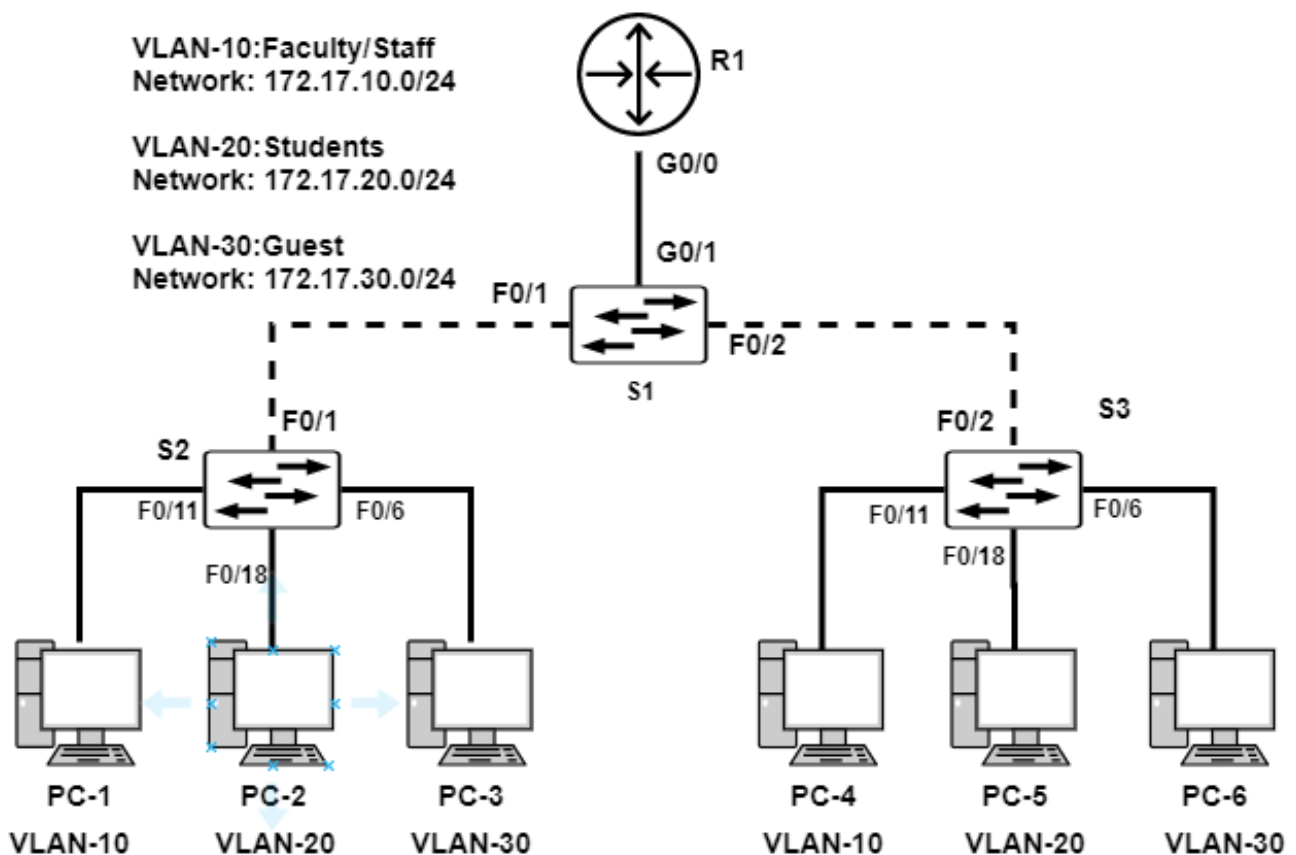 VLAN-10:Faculty/Staff
Network: 172.17.10.0/24
VLAN-20:Students
Network: 172.17.20.0/24
VLAN-30:Guest
Network: 172.17.30.0/24
R1
G0/0
G0/1
F0/1
F0/2
S1
F0/1
S2
F0/11
F0/6
F0/18
F0/2
S3
F0/11
F0/6
F0/18
PC-1
PC-2
PC-3
PC-4
PC-5
PC-6
VLAN-10
VLAN-20
VLAN-30
VLAN-10
VLAN-20
VLAN-30